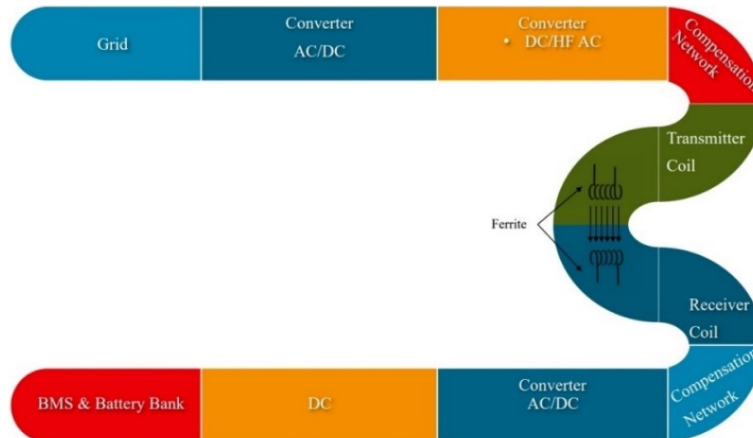 Grid
Converter
AC/DC
Converter
• DC/HF AC
Compensation
Network
Transmitter
Coil
Ferrite
Receiver
Coil
Compensation
Network
Converter
AC/DC
DC
BMS & Battery Bank